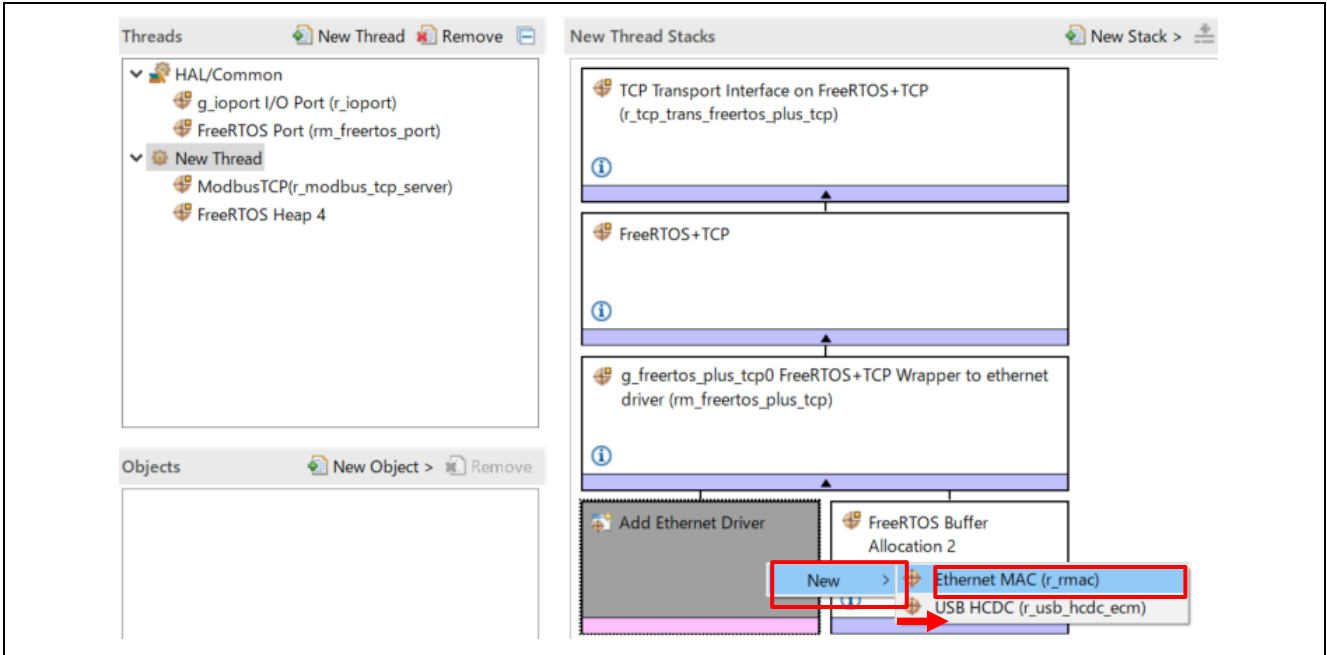 Threads
New Thread
Remove
HAL/Common
g_ioport I/O Port (r_ioport)
FreeRTOS Port (rm_freertos_port)
New Thread
ModbusTCP(r_modbus_tcp_server)
FreeRTOS Heap 4
Objects
New Object >
Remove
New Thread Stacks
New Stack >
TCP Transport Interface on FreeRTOS+TCP
(r_tcp_trans_freertos_plus_tcp)
FreeRTOS+TCP
g_freertos_plus_tcp0 FreeRTOS+TCP Wrapper to ethernet
driver (rm_freertos_plus_tcp)
Add Ethernet Driver
FreeRTOS Buffer
Allocation 2
New >
Ethernet MAC (r_rmac)
USB HCDC (r_usb_hcdc_ecm)